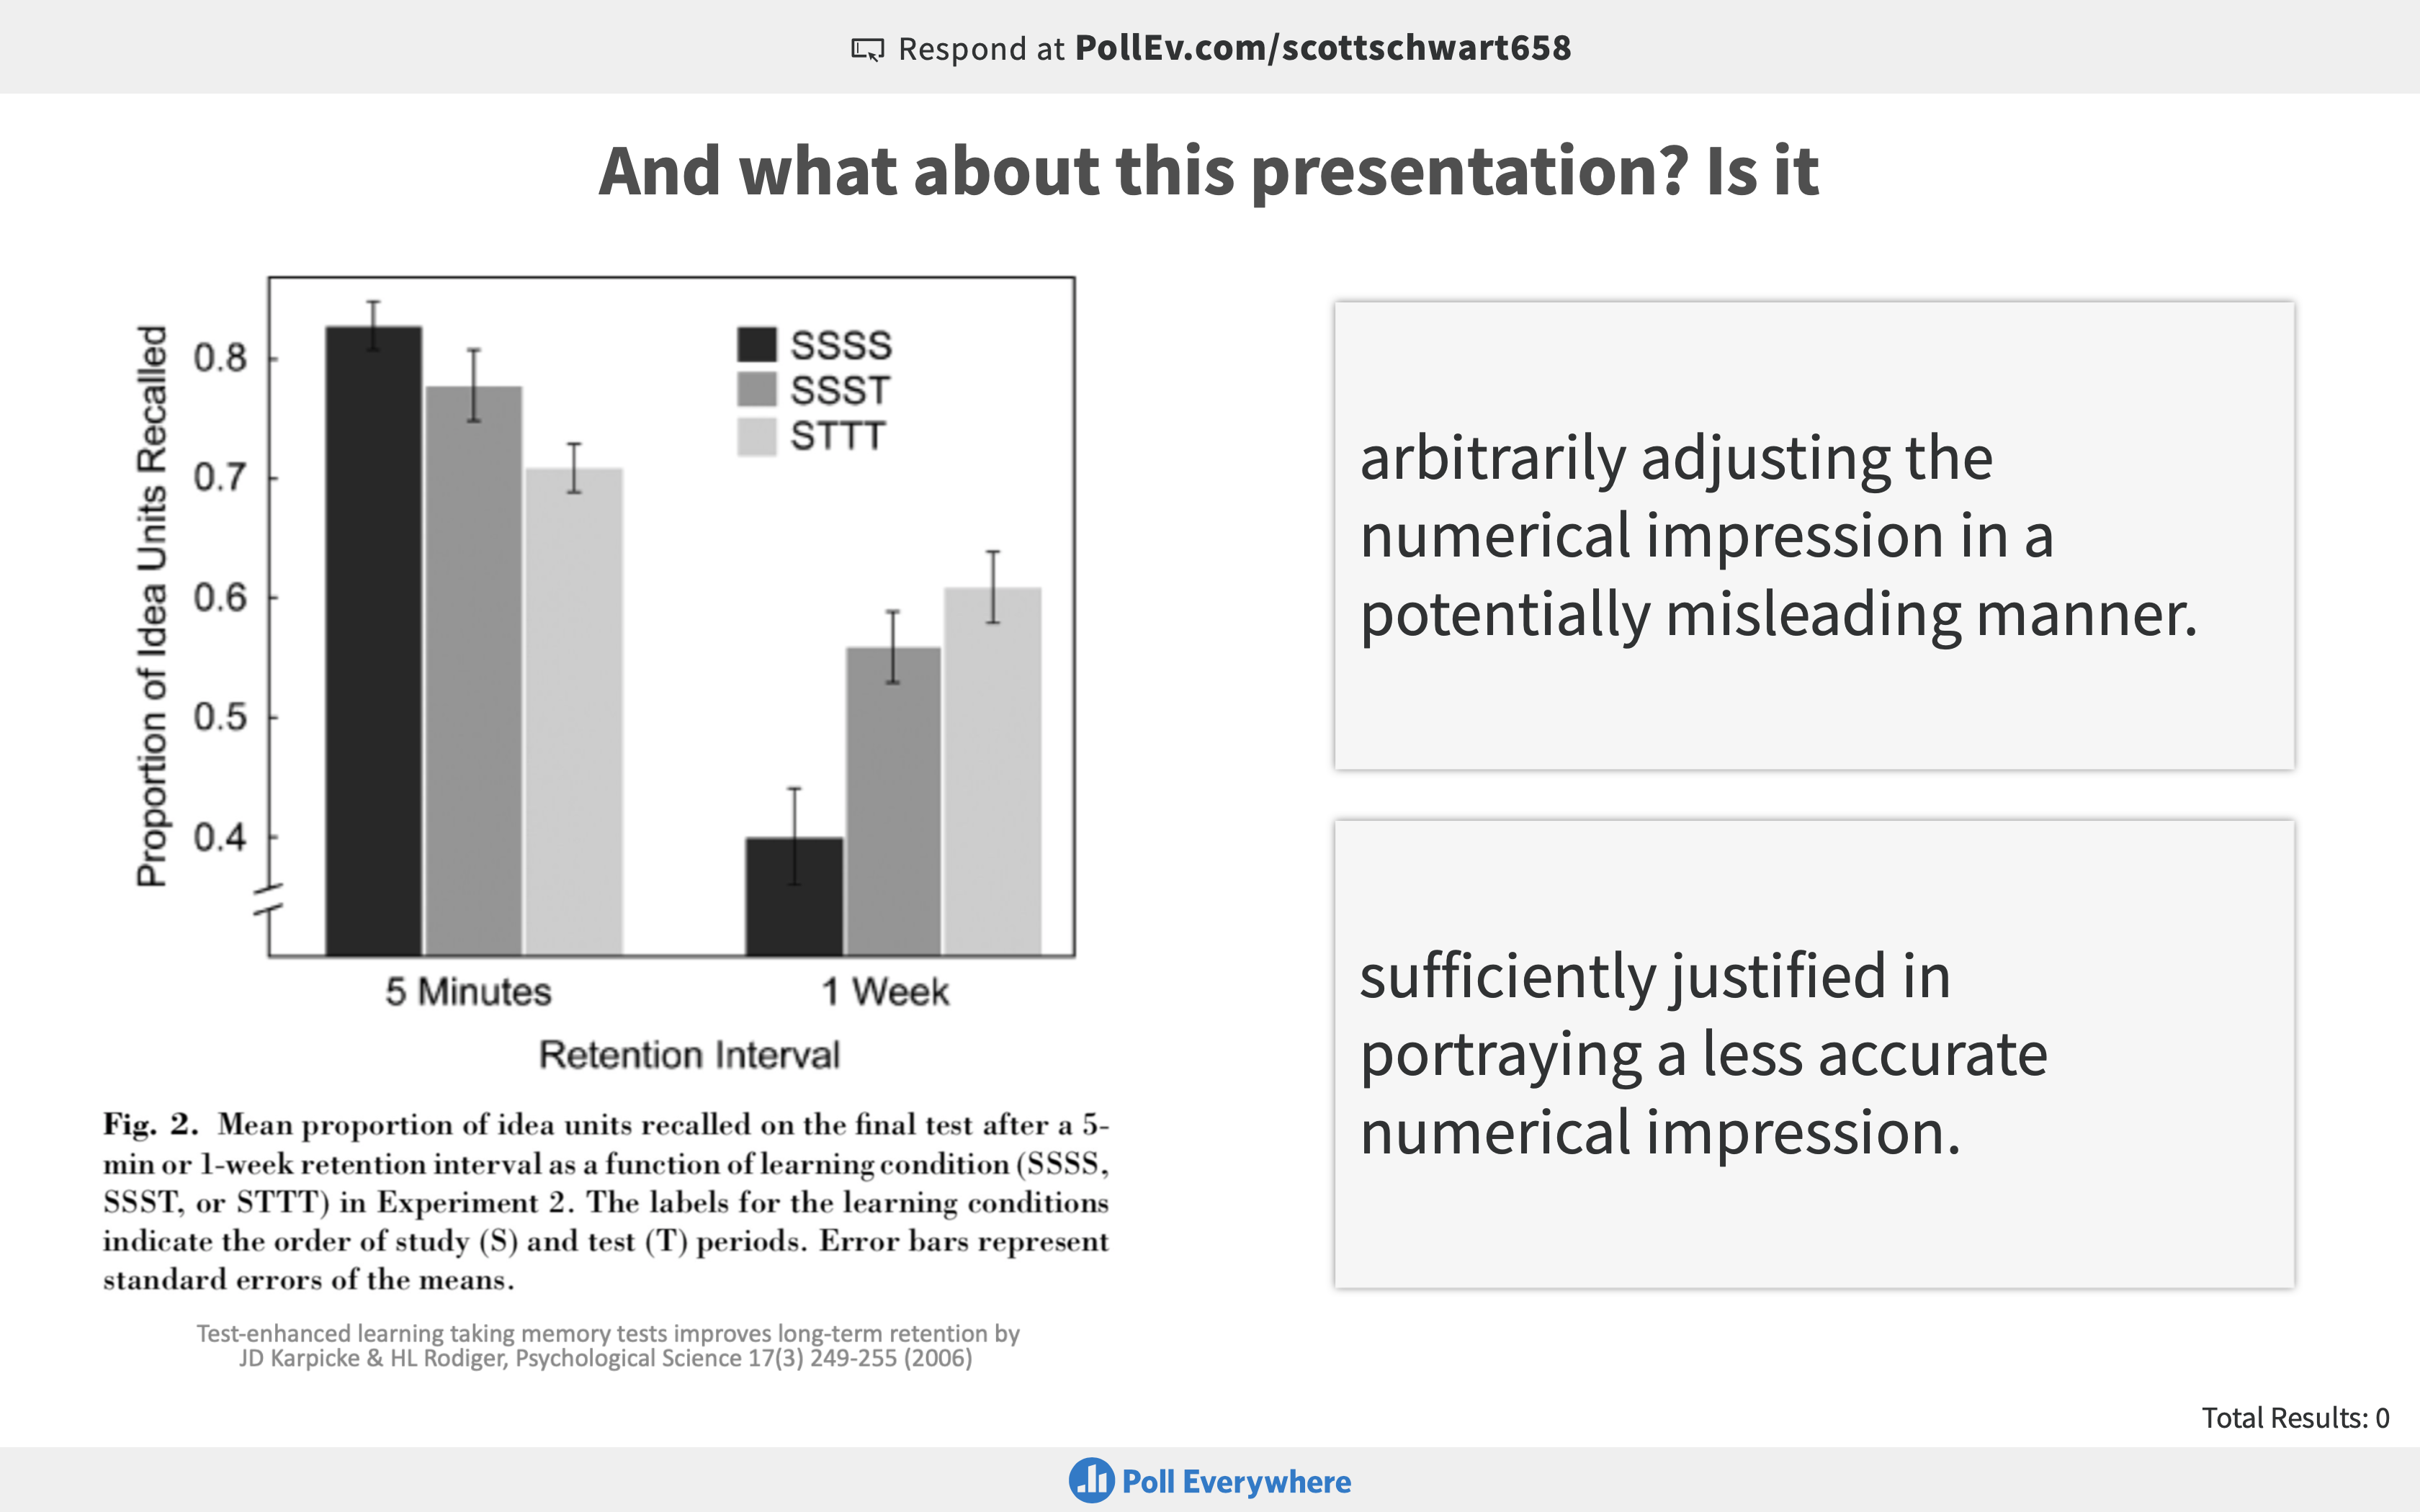 Respond at PollEv.com/scottschwart658
And what about this presentation? Is it
Proportion of Idea Units Recalled
0.8
0.7
0.6
0.5
0.4
SSSS
SSST
STTT
5 Minutes
1 Week
Retention Interval
Fig. 2. Mean proportion of idea units recalled on the final test after a 5-
min or 1-week retention interval as a function of learning condition (SSSS,
SSST, or STTT) in Experiment 2. The labels for the learning conditions
indicate the order of study (S) and test (T) periods. Error bars represent
standard errors of the means.
Test-enhanced learning taking memory tests improves long-term retention by
JD Karpicke & HL Rodiger, Psychological Science 17(3) 249-255 (2006)
arbitrarily adjusting the
numerical impression in a
potentially misleading manner.
sufficiently justified in
portraying a less accurate
numerical impression.
Total Results: 0
Poll Everywhere